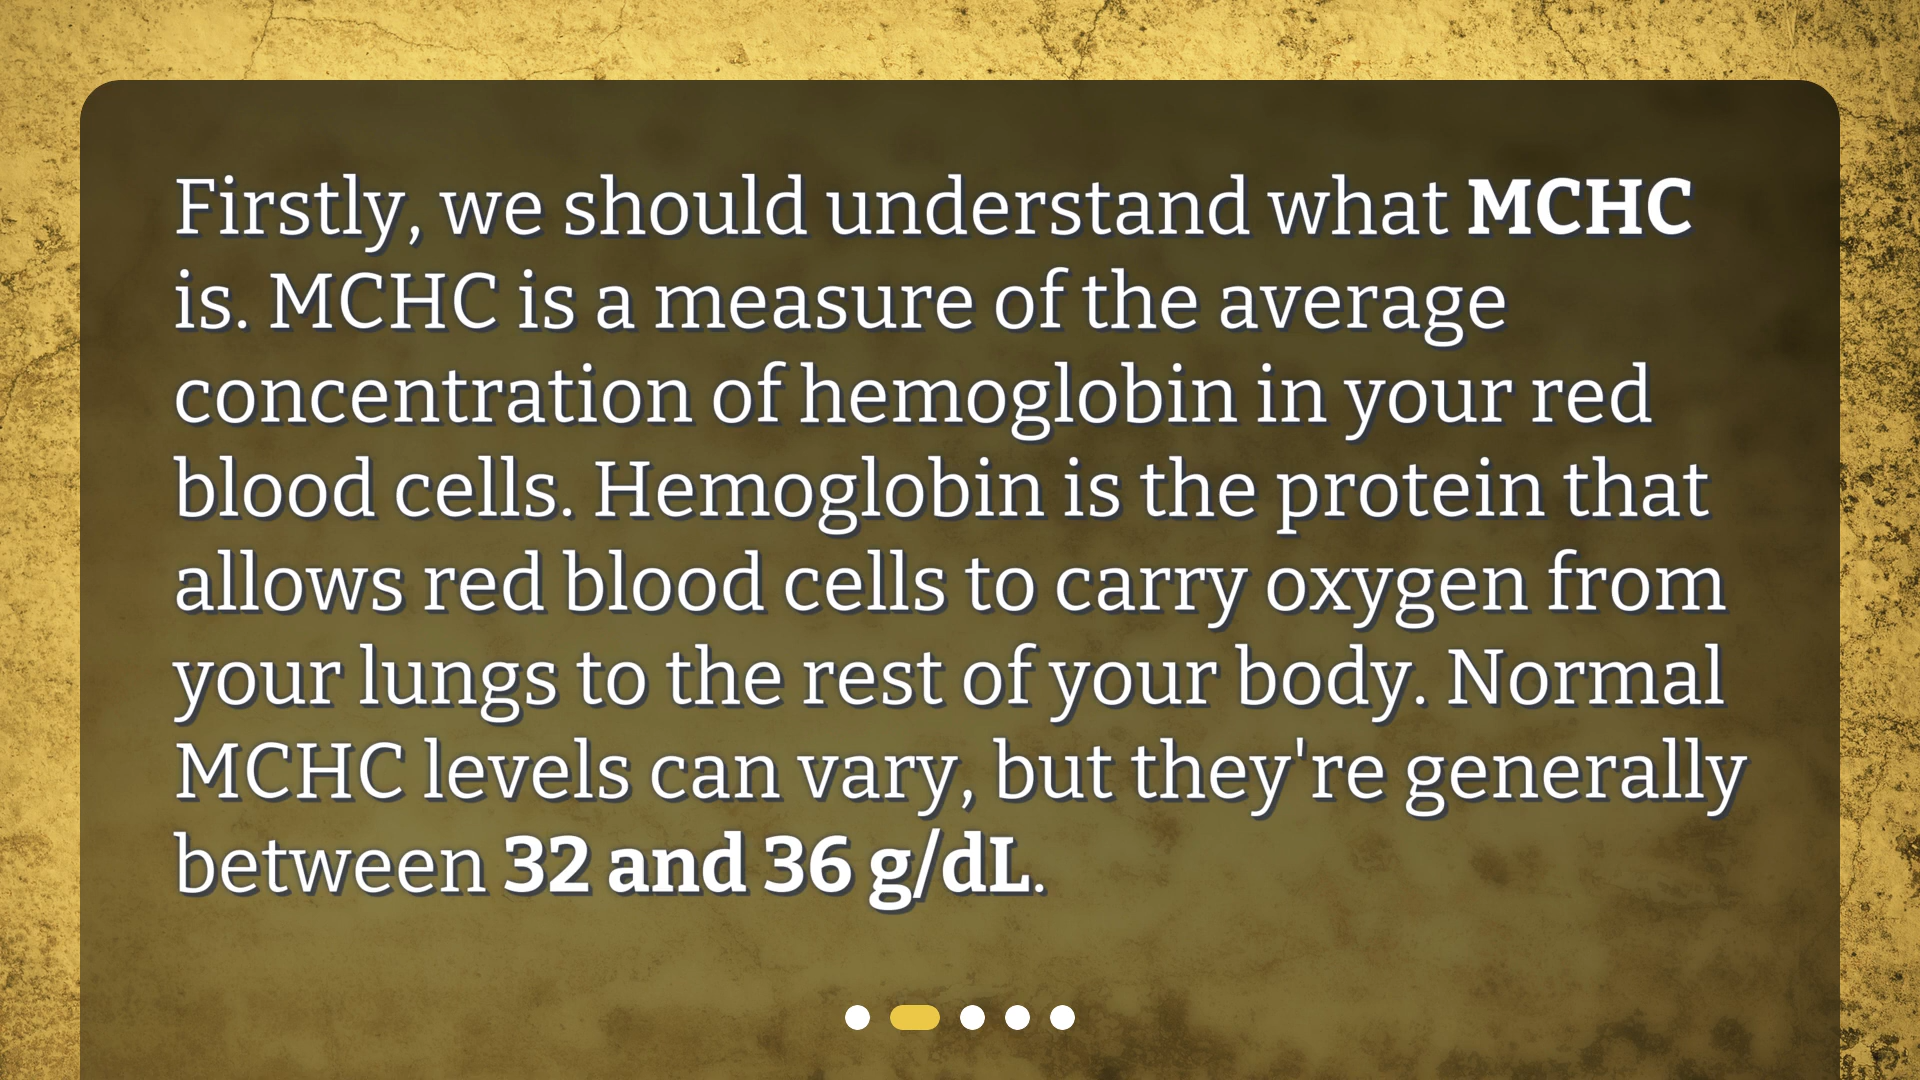 Firstly, we should understand what MCHC
is. MCHC is a measure of the average
concentration of hemoglobin in your red
blood cells. Hemoglobin is the protein that
allows red blood cells to carry oxygen from
your lungs to the rest of your body. Normal
MCHC levels can vary, but they're generally
between 32 and 36 g/dL.